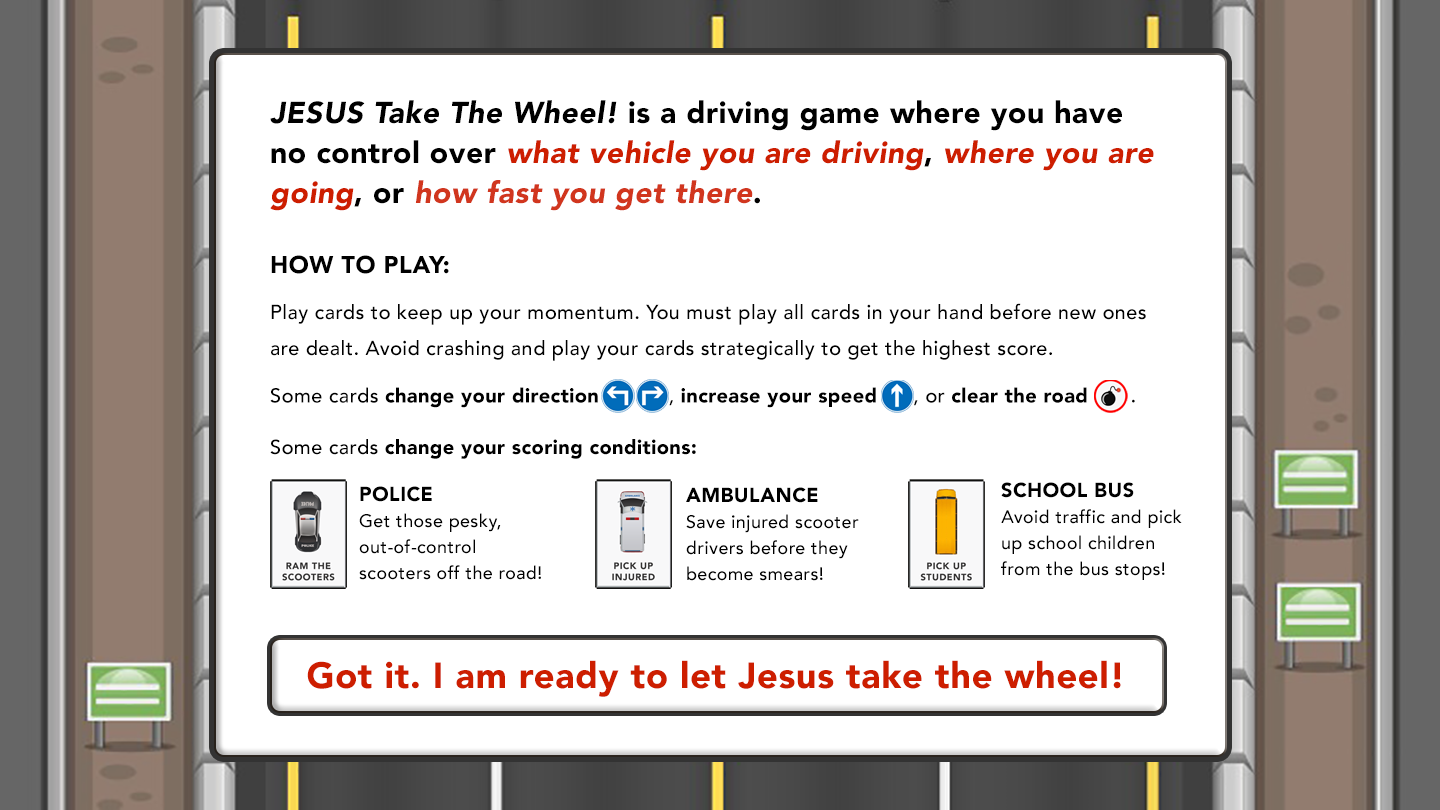 JESUS Take The Wheel! is a driving game where you have
no control over what vehicle you are driving, where you are
going, or how fast you get there.
HOW TO PLAY:
Play cards to keep up your momentum. You must play all cards in your hand before new ones
are dealt. Avoid crashing and play your cards strategically to get the highest score.
Some cards change your direction , increase your speed , or clear the road .
Some cards change your scoring conditions:
RAM THE
SCOOTERS
POLICE
Get those pesky,
out-of-control
scooters off the road!
PICK UP
INJURED
AMBULANCE
Save injured scooter
drivers before they
become smears!
PICK UP
STUDENTS
SCHOOL BUS
Avoid traffic and pick
up school children
from the bus stops!
Got it. I am ready to let Jesus take the wheel!